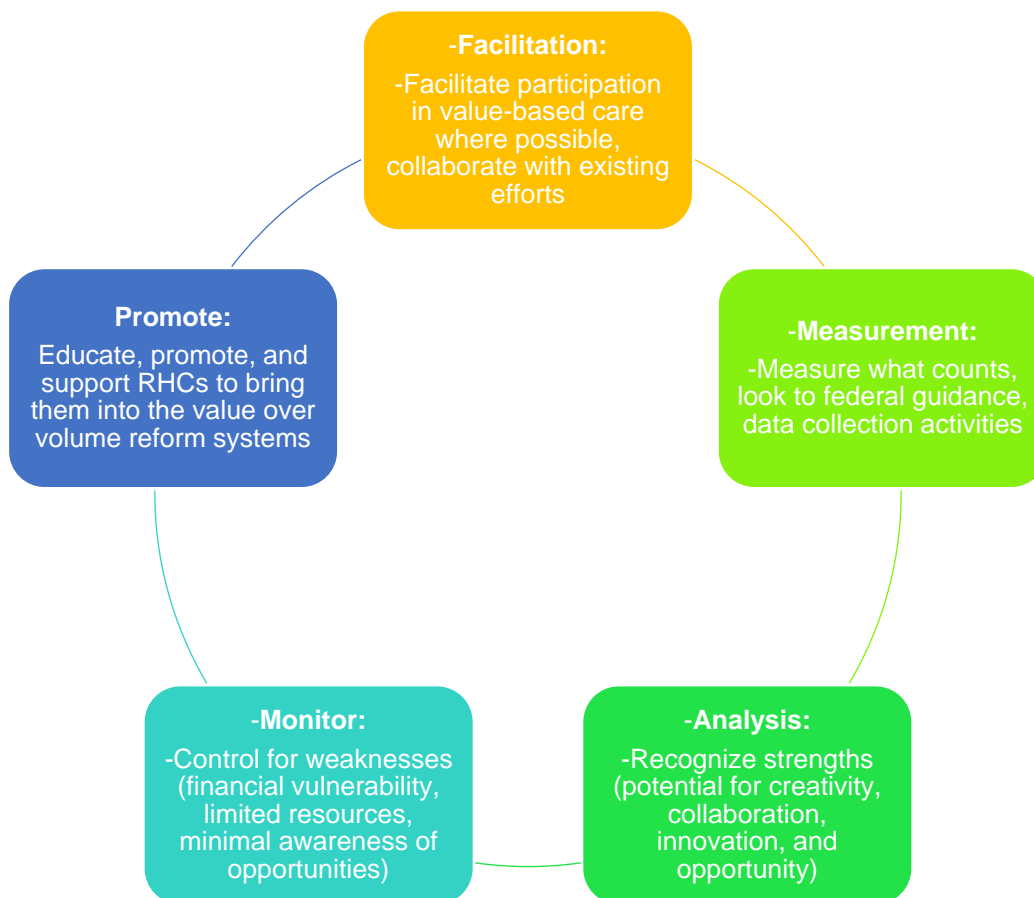 -Facilitation:
-Facilitate participation
in value-based care
where possible,
collaborate with existing
efforts
-Measurement:
-Measure what counts,
look to federal guidance,
data collection activities
-Analysis:
-Recognize strengths
(potential for creativity,
collaboration,
innovation, and
opportunity)
-Monitor:
-Control for weaknesses
(financial vulnerability,
limited resources,
minimal awareness of
opportunities)
Promote:
Educate, promote, and
support RHCs to bring
them into the value over
volume reform systems